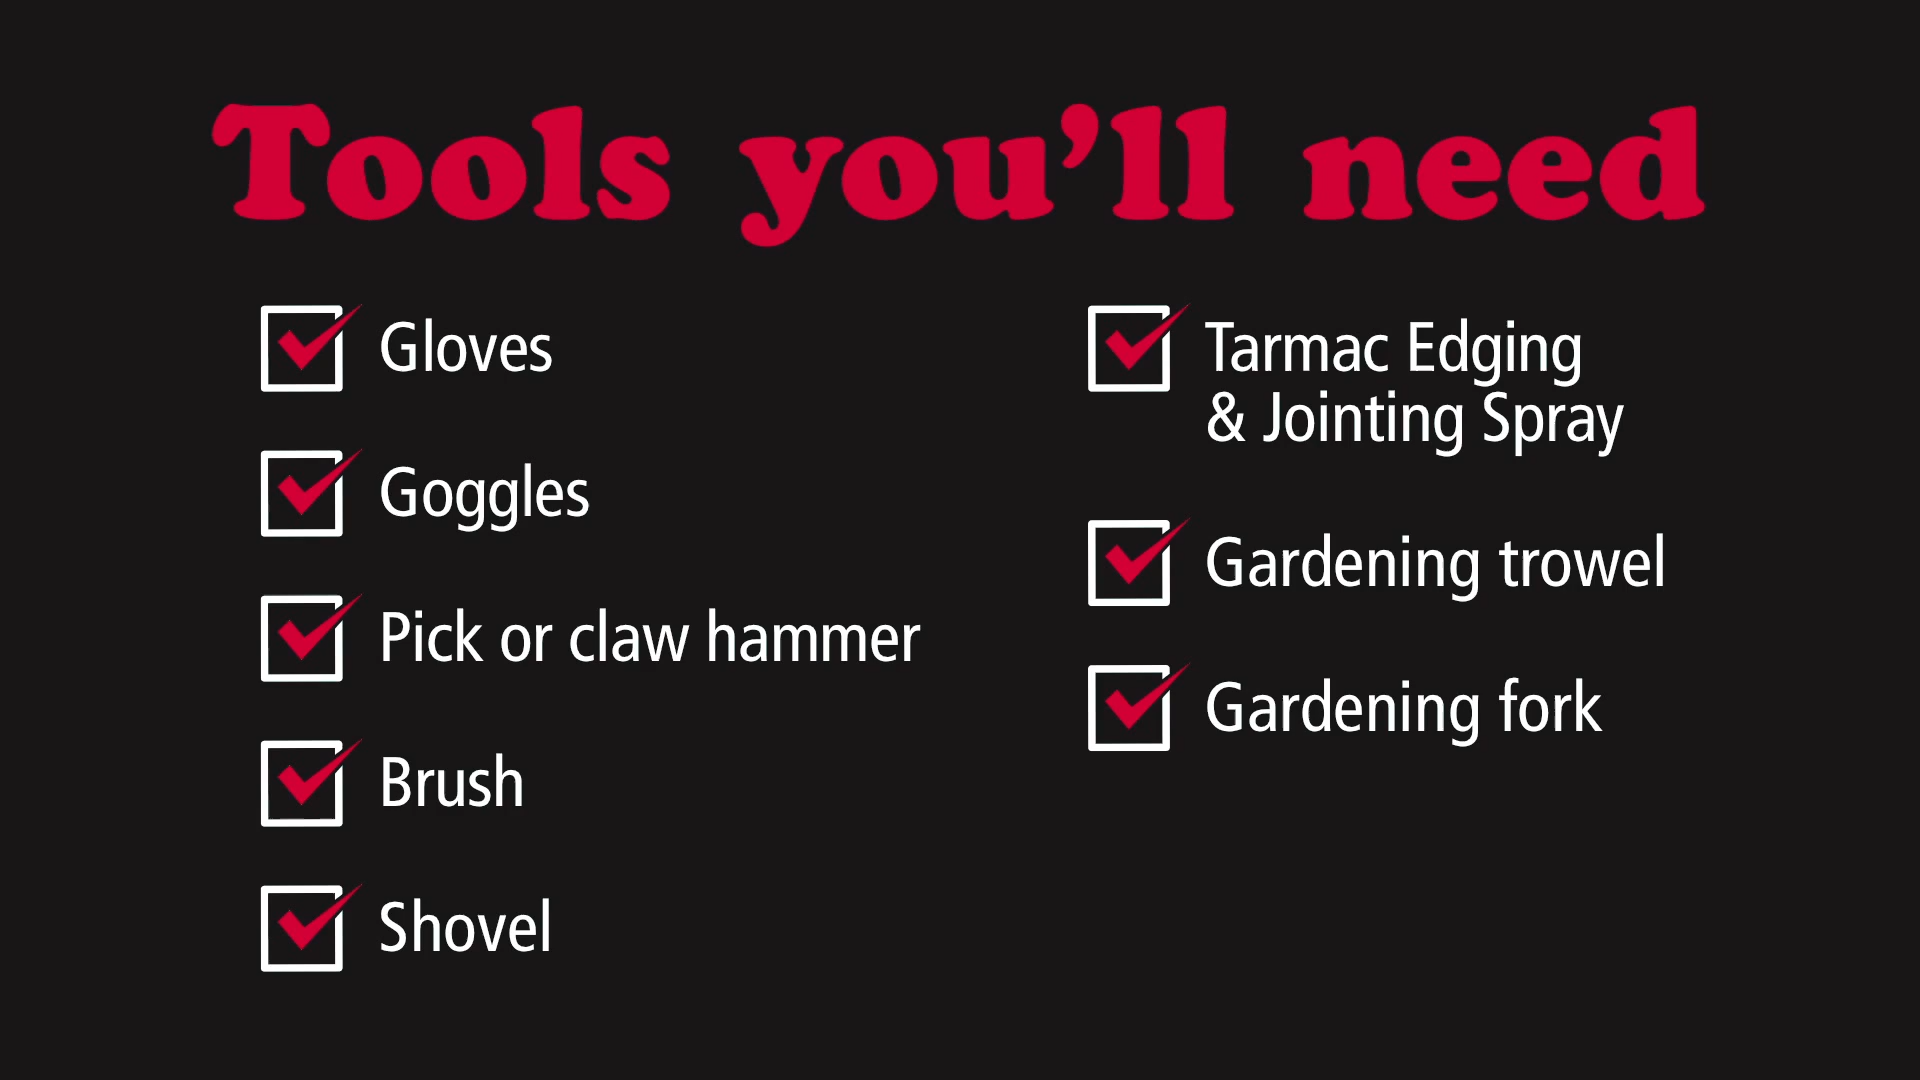 Tools you’ll need
Gloves
Goggles
Pick or claw hammer
Brush
Shovel
Tarmac Edging
& Jointing Spray
Gardening trowel
Gardening fork